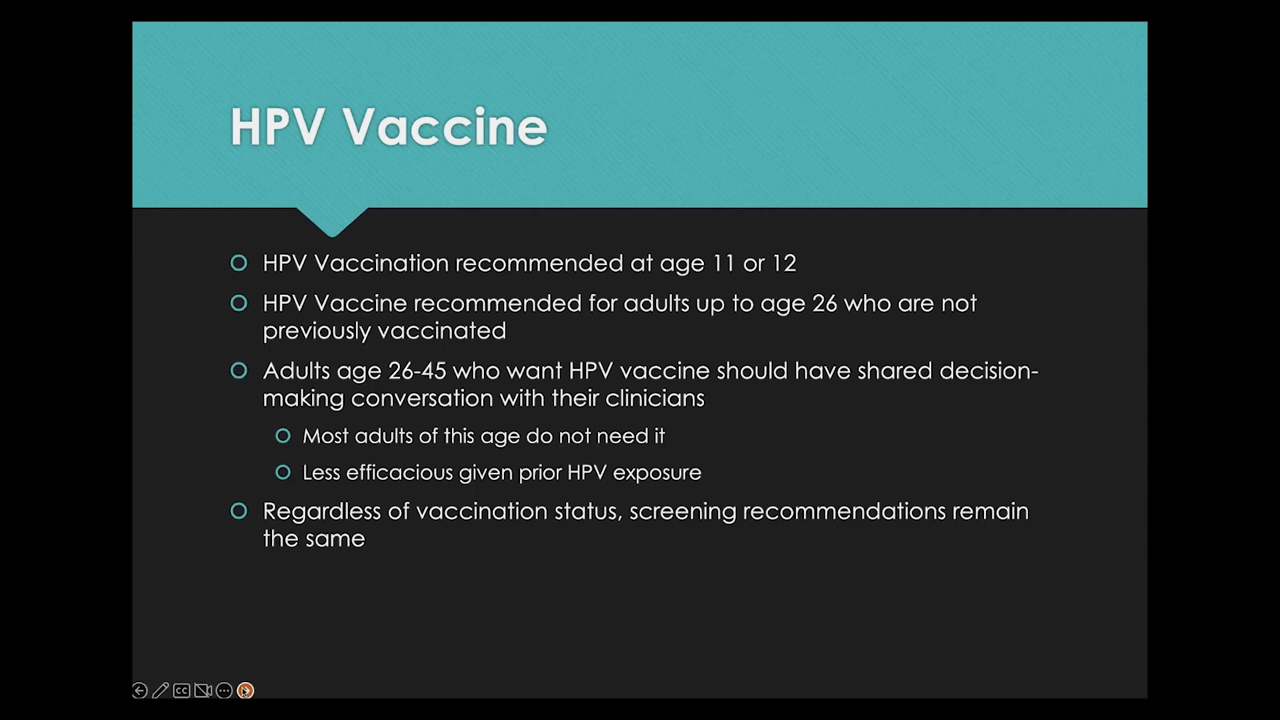 HPV Vaccine
HPV Vaccination recommended at age 11 or 12
HPV Vaccine recommended for adults up to age 26 who are not
previously vaccinated
Adults age 26-45 who want HPV vaccine should have shared decision-
making conversation with their clinicians
Most adults of this age do not need it
Less efficacious given prior HPV exposure
Regardless of vaccination status, screening recommendations remain
the same
CC